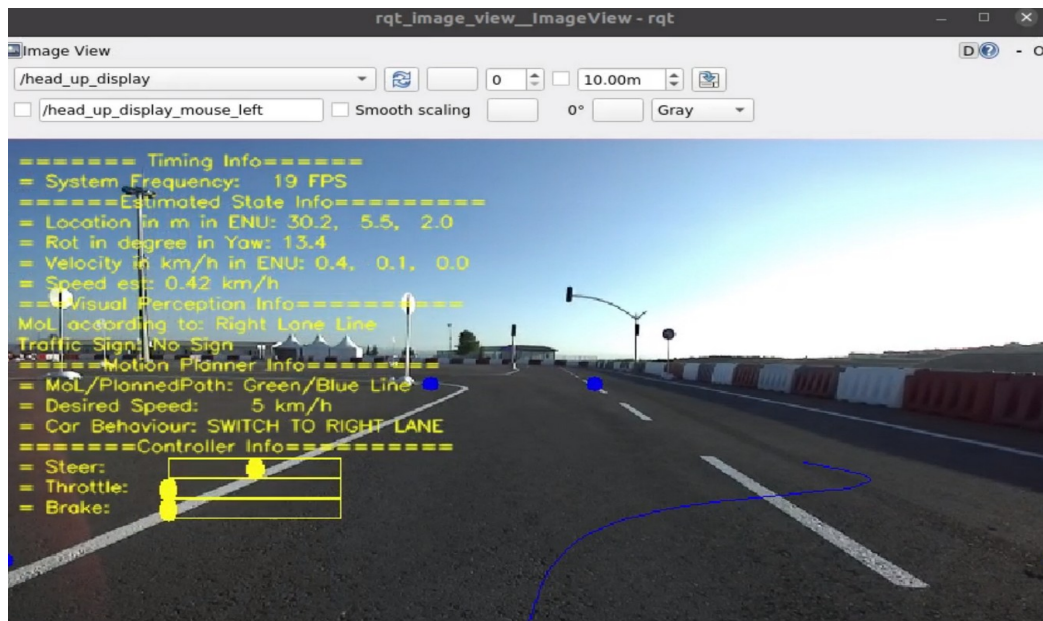 rqt_image_view__ImageView - rqt
Image View
D ? - O
/head_up_display
0
10.00m
/head_up_display_mouse_left
Smooth scaling
0°
Gray
======= Timing Info======
= System Frequency: 19 FPS
======Estimated State Info=========
= Location in m in ENU: 30.2, 5.5, 2.0
= Rot in degree in Yaw: 13.4
= Velocity in km/h in ENU: 0.4, 0.1, 0.0
= Speed est: 0.42 km/h
===Visual Perception Info==========
MoL according to: Right Lane Line
Traffic Sign: No Sign
=====Motion Planner Info========
= MoL/PlannedPath: Green/Blue Line
= Desired Speed: 5 km/h
= Car Behaviour: SWITCH TO RIGHT LANE
=======Controller Info==========
= Steer:
= Throttle:
= Brake: